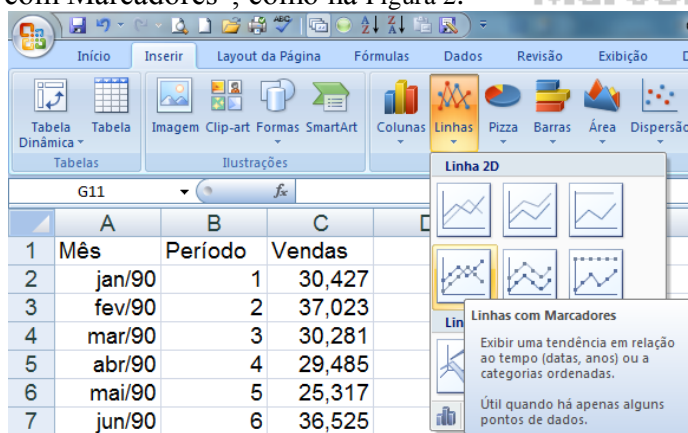 com Marcadores", como na Figura 2.
Início Inserir Layout da Página Fórmulas Dados Revisão Exibição
Tabela Dinâmica Tabela Imagem Clip-art Formas SmartArt Colunas Linhas Pizza Barras Área Dispersão
Tabelas Ilustrações
Linha 2D
G11 fx
A B C
1 Mês Período Vendas
2 jan/90 1 30,427
3 fev/90 2 37,023
4 mar/90 3 30,281
5 abr/90 4 29,485
6 mai/90 5 25,317
7 jun/90 6 36,525
Lin
Linhas com Marcadores
Exibir uma tendência em relação
ao tempo (datas, anos) ou a
categorias ordenadas.
Útil quando há apenas alguns
pontos de dados.